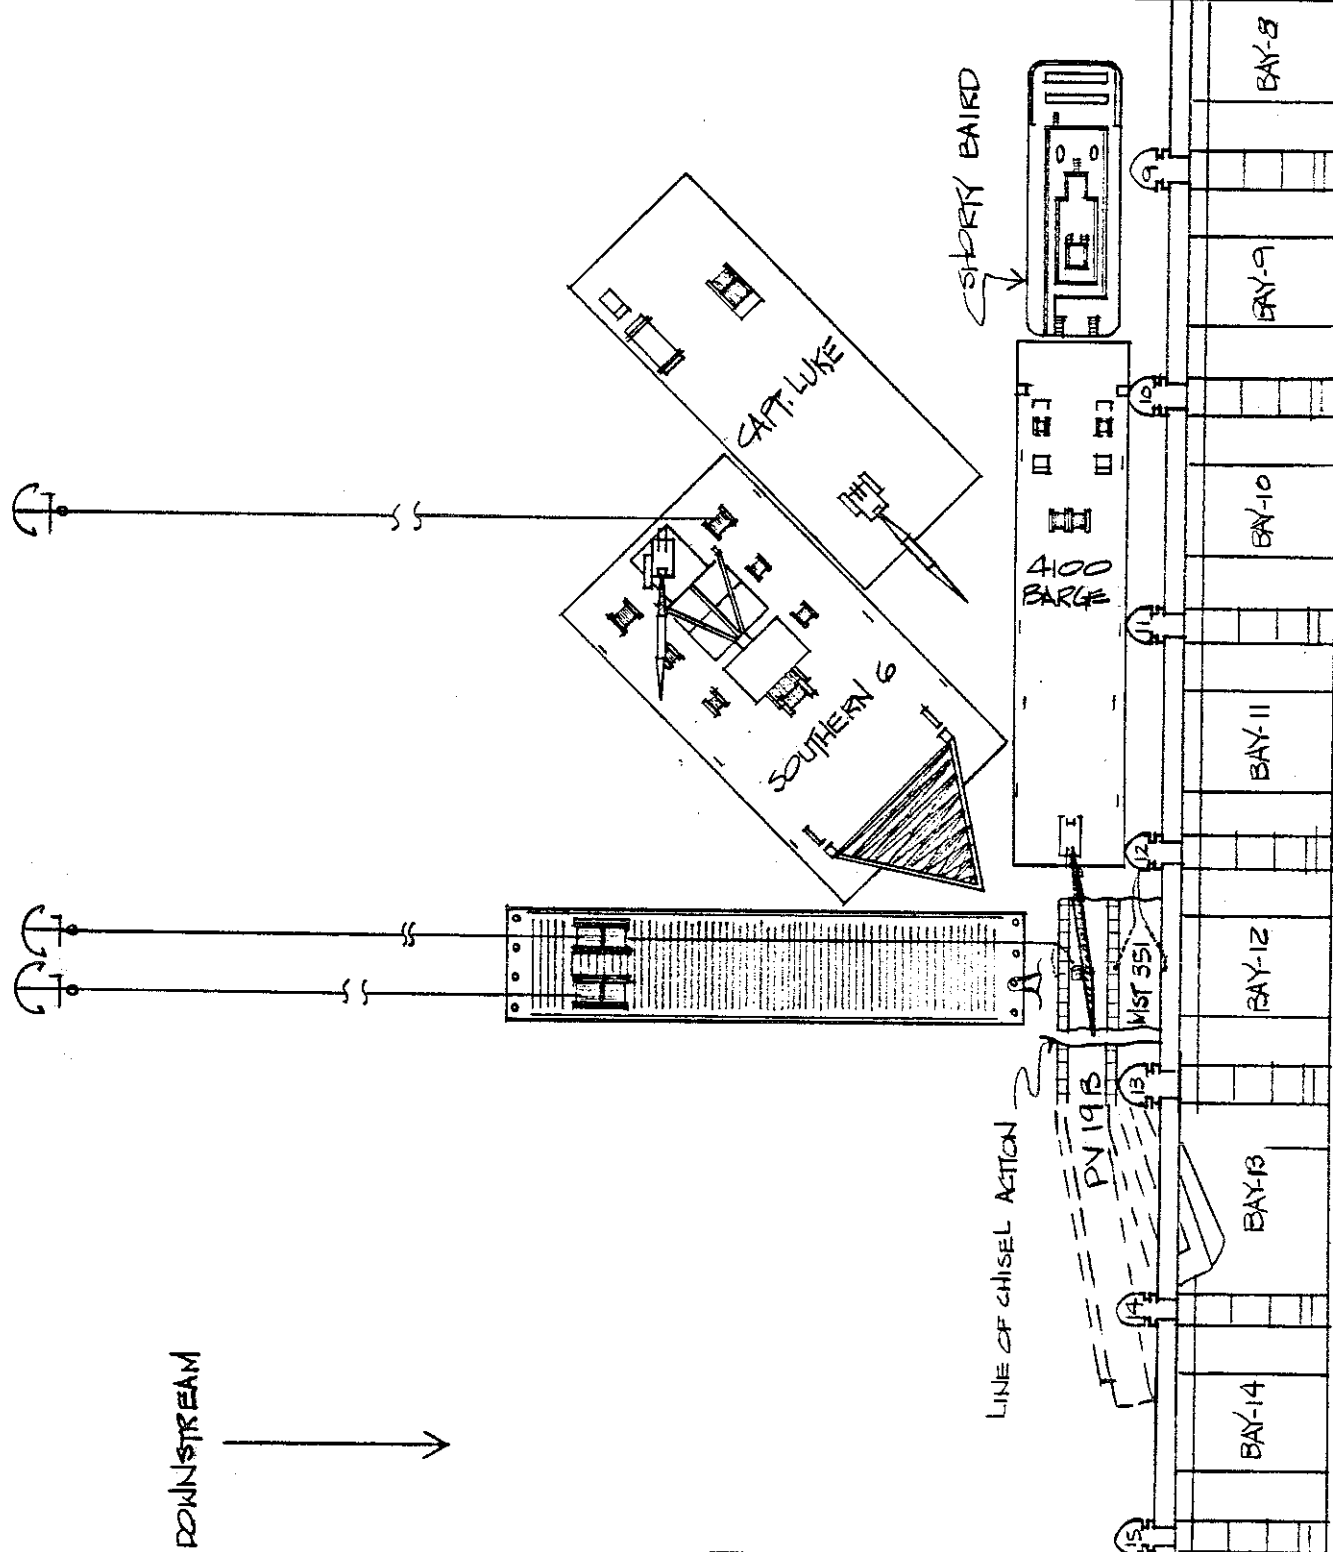 DOWNSTREAM
LINE OF CHISEL ACTION
SOUTHERN 6
CAPT. LUKE
SHORTY BAIRD
4100
BARGE
PV 19B
MST 351
15
14
13
12
11
10
9
BAY-14
BAY-13
BAY-12
BAY-11
BAY-10
BAY-9
BAY-8